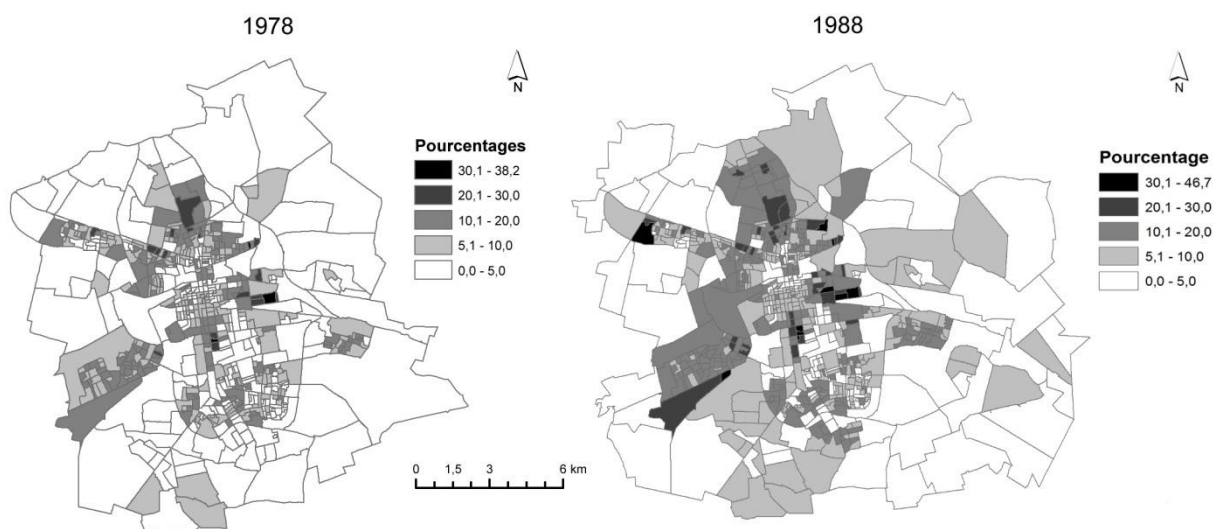 1978
N
Pourcentages
30,1 - 38,2
20,1 - 30,0
10,1 - 20,0
5,1 - 10,0
0,0 - 5,0
0 1,5 3 6 km
1988
N
Pourcentage
30,1 - 46,7
20,1 - 30,0
10,1 - 20,0
5,1 - 10,0
0,0 - 5,0